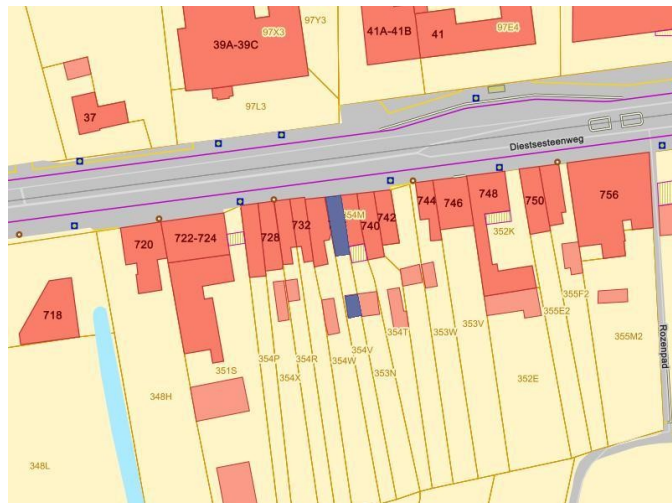 97Y3
97X3
39A-39C
41A-41B
41
97E4
37
97L3
Diestsesteenweg
720
722-724
728
732
354M
740
742
744
746
748
352K
750
756
718
355F2
355E2
355M2
Rozenpad
354P
354X
354R
354W
354V
353N
354T
353W
353V
352E
351S
348H
348L